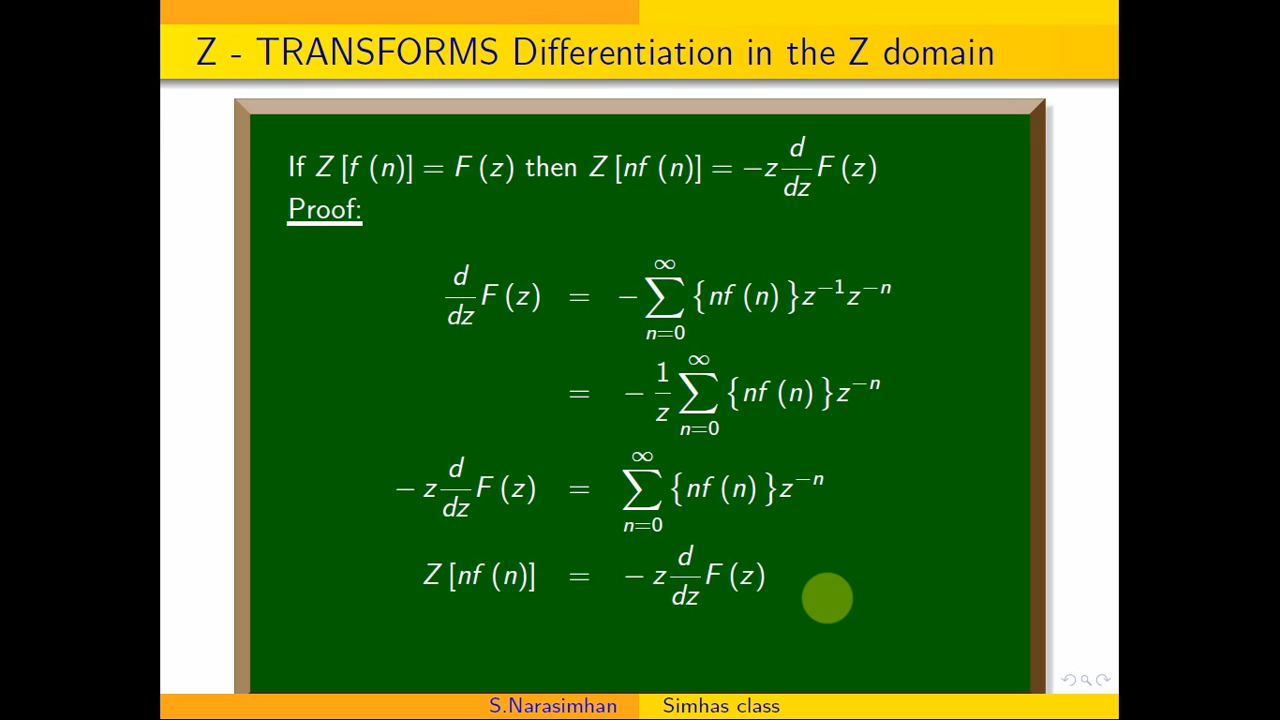 Z - TRANSFORMS Differentiation in the Z domain
If Z [f (n)] = F (z) then Z [nf (n)] = −z d/dz F (z)
Proof:
d/dz F (z) = − ∑_{n=0}^{∞} {nf (n) }z^{−1}z^{−n}
= − 1/z ∑_{n=0}^{∞} {nf (n) }z^{−n}
− z d/dz F (z) = ∑_{n=0}^{∞} {nf (n) }z^{−n}
Z [nf (n)] = − z d/dz F (z)
S.Narasimhan Simhas class